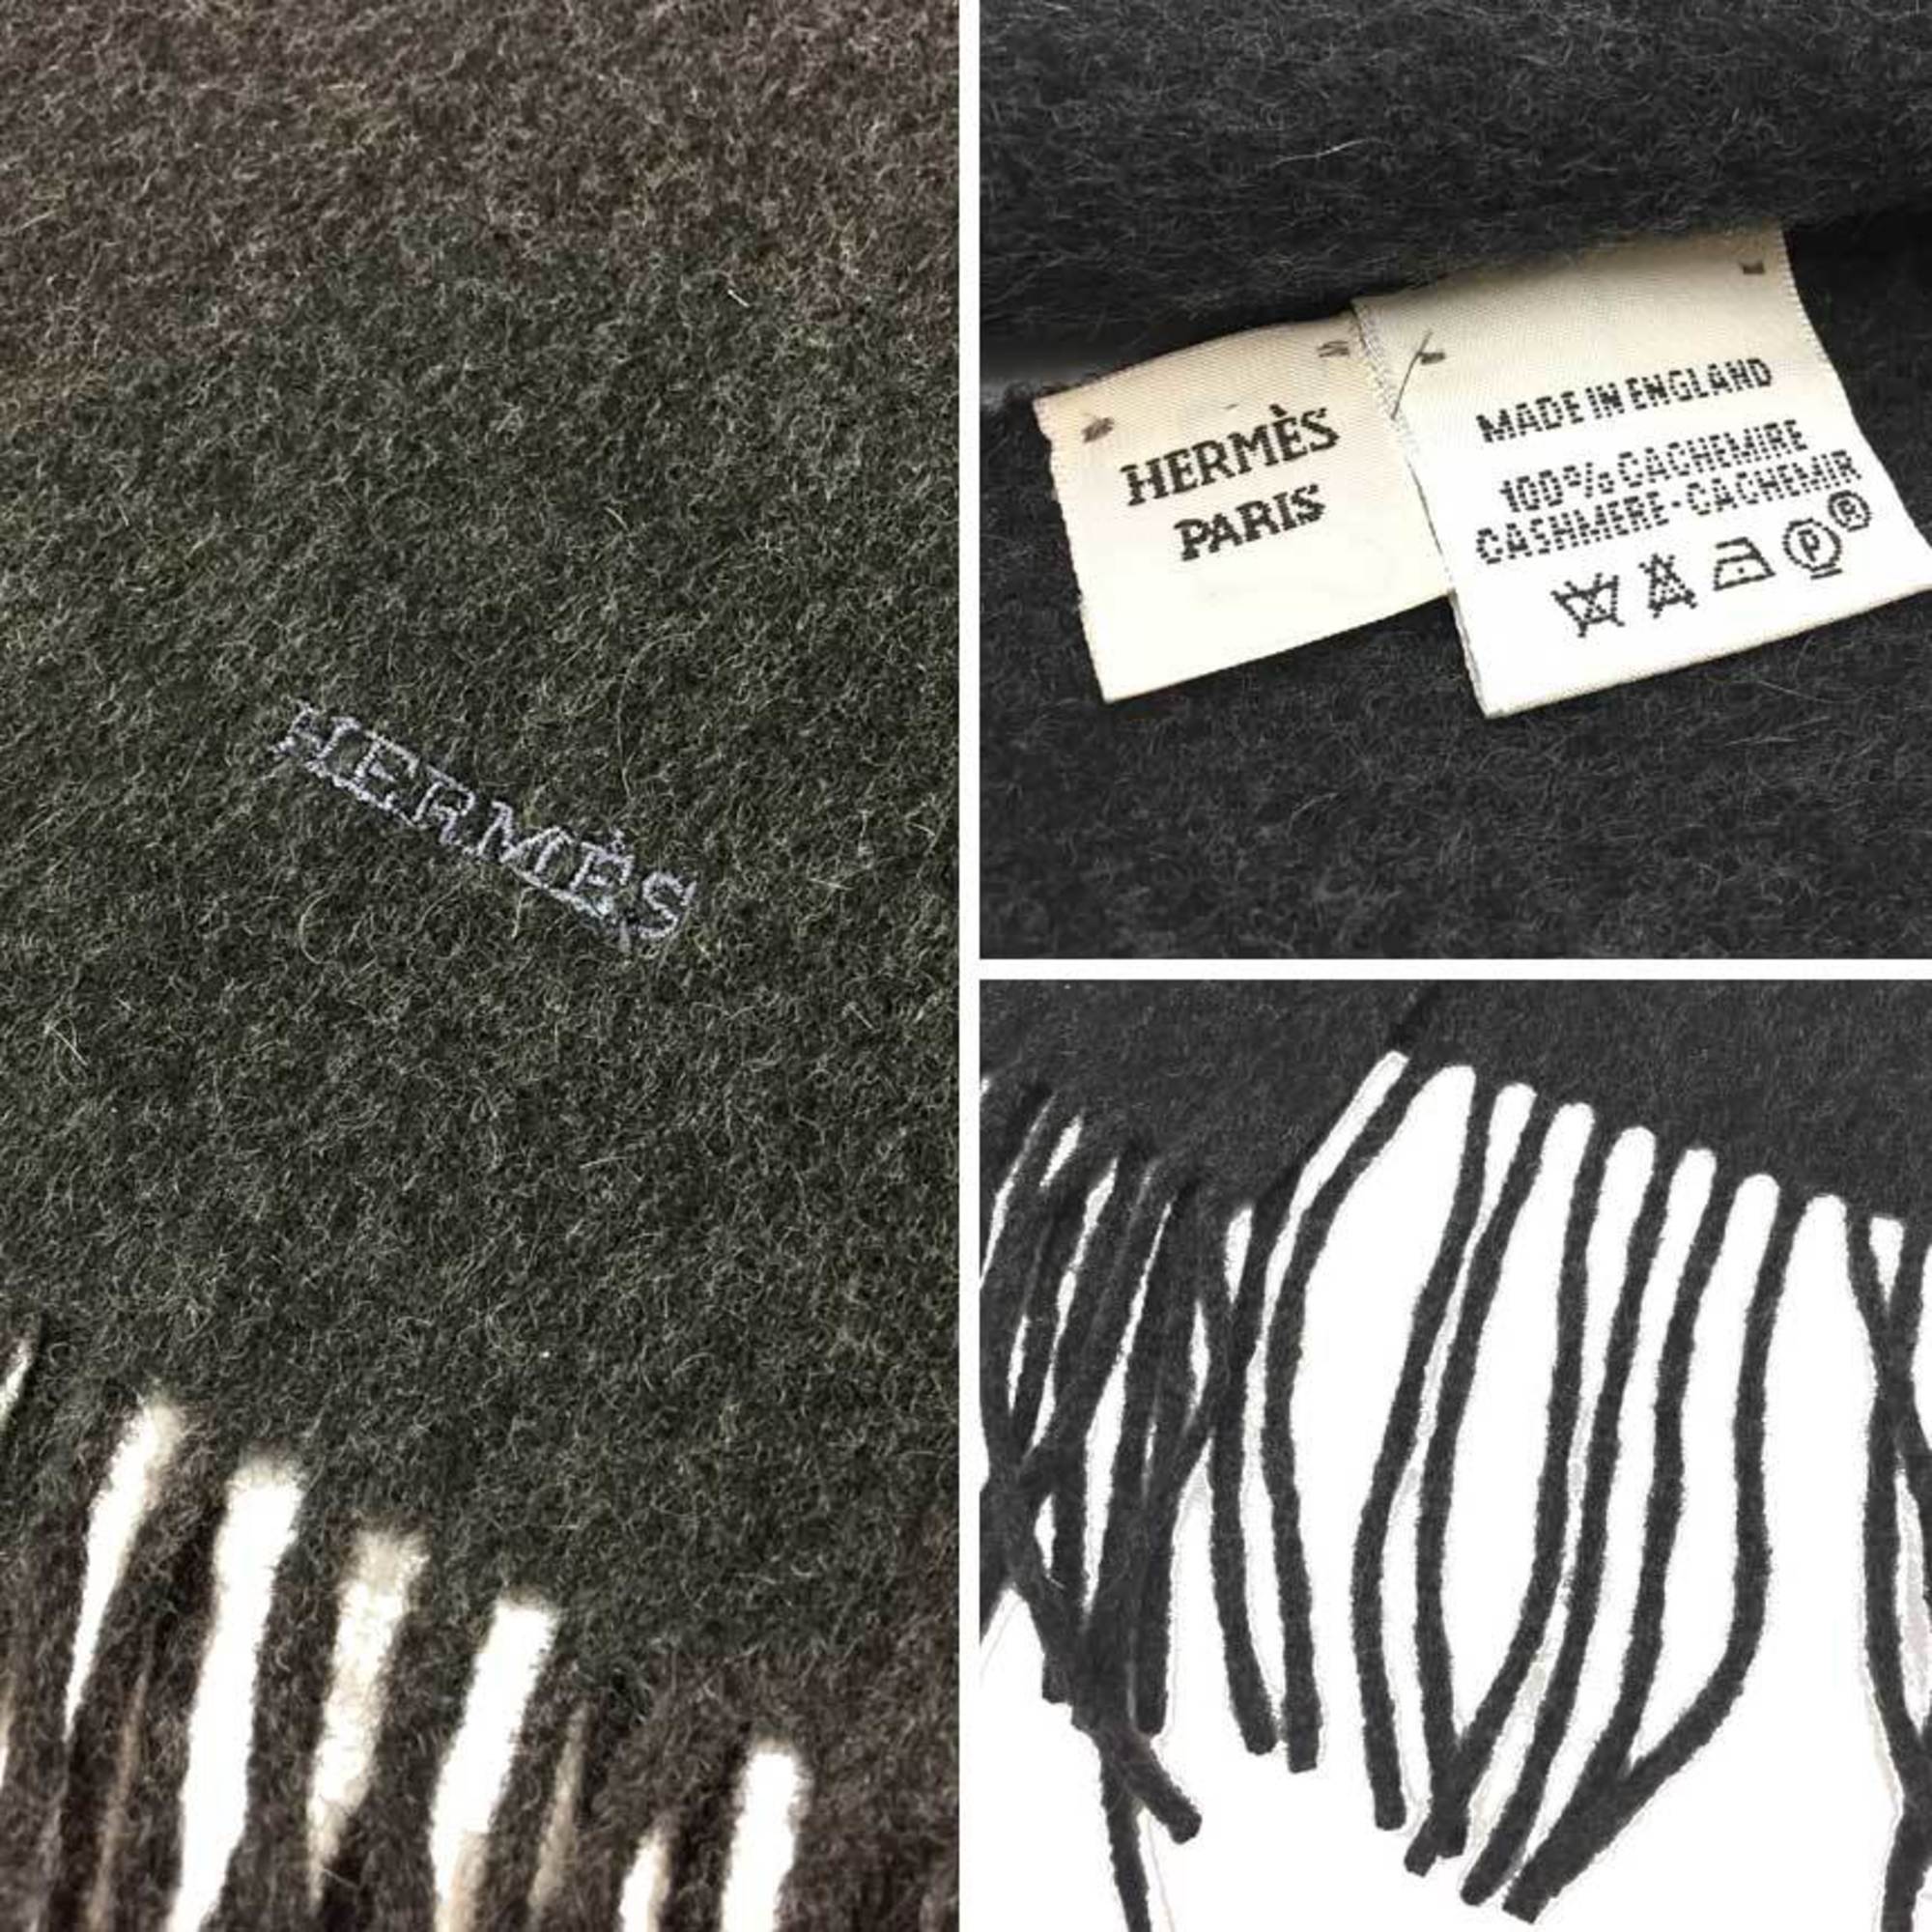 HERMÈS
HERMÈS
PARIS
MADE IN ENGLAND
100% CACHEMIRE
CASHMERE-CACHEMIR
P®